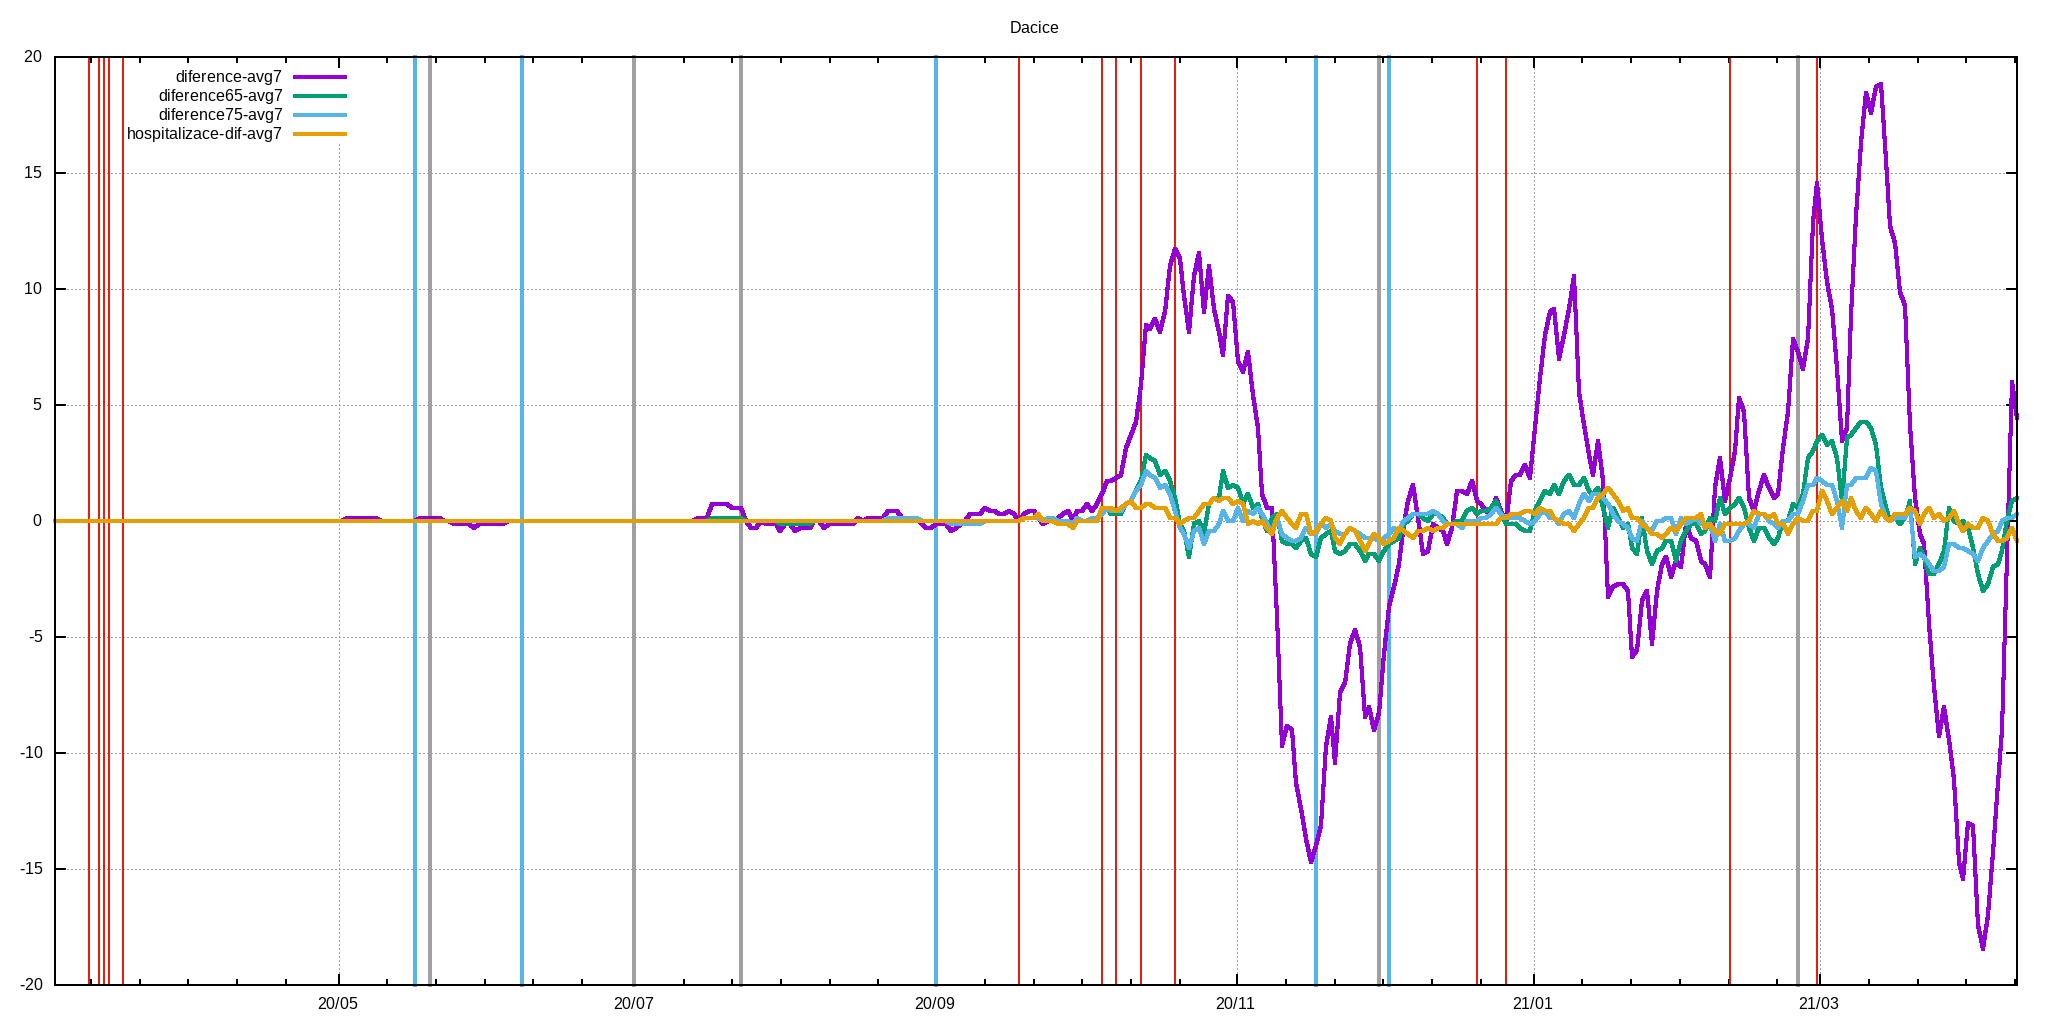 Dacice
20
15
10
5
0
-5
-10
-15
-20
diference-avg7
diference65-avg7
diference75-avg7
hospitalizace-dif-avg7
20/05 20/07 20/09 20/11 21/01 21/03